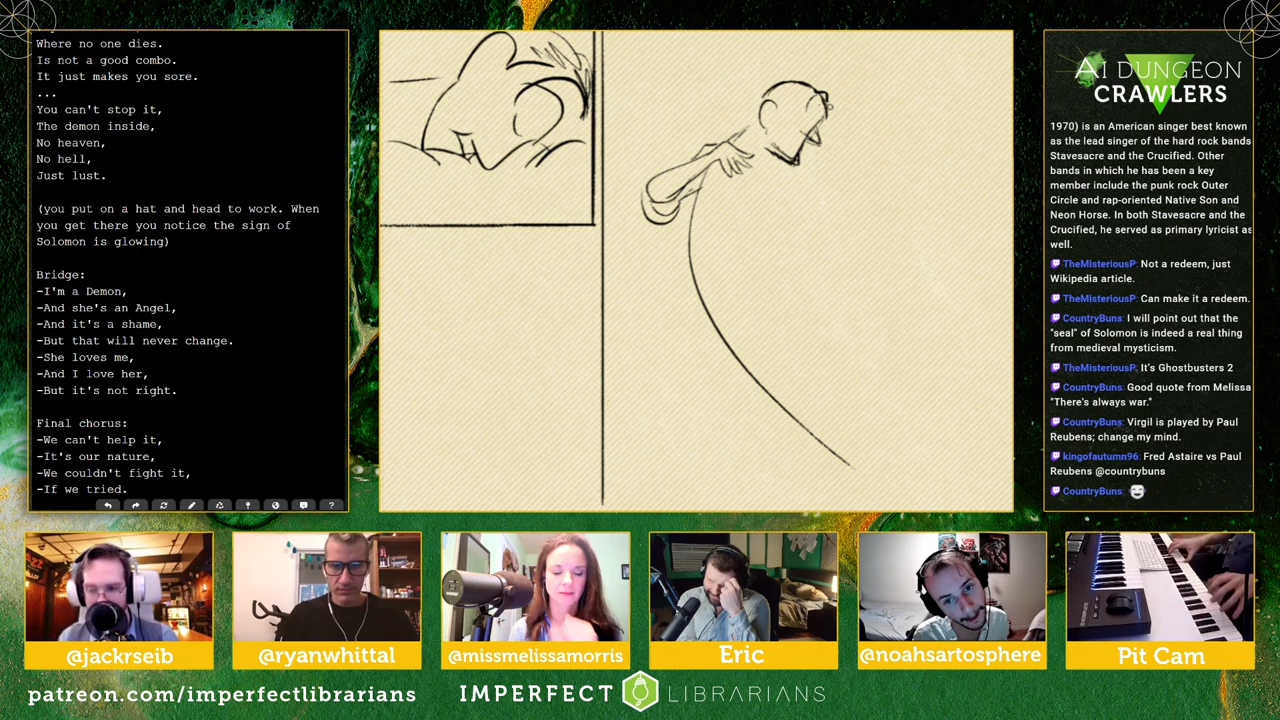 Where no one dies.
Is not a good combo.
It just makes you sore.
...
You can't stop it,
The demon inside,
No heaven,
No hell,
Just lust.
(you put on a hat and head to work. When
you get there you notice the sign of
Solomon is glowing)
Bridge:
-I'm a Demon,
-And she's an Angel,
-And it's a shame,
-But that will never change.
-She loves me,
-And I love her,
-But it's not right.
Final chorus:
-We can't help it,
-It's our nature,
-We couldn't fight it,
-If we tried.
AI DUNGEON
CRAWLERS
1970) is an American singer best known
as the lead singer of the hard rock bands
Stavesacre and the Crucified. Other
bands in which he has been a key
member include the punk rock Outer
Circle and rap-oriented Native Son and
Neon Horse. In both Stavesacre and the
Crucified, he served as primary lyricist as
well.
TheMIsteriousP: Not a redeem, just
Wikipedia article.
TheMIsteriousP: Can make it a redeem.
CountryBuns: I will point out that the
"seal" of Solomon is indeed a real thing
from medieval mysticism.
TheMIsteriousP: It's Ghostbusters 2
CountryBuns: Good quote from Melissa
"There's always war."
CountryBuns: Virgil is played by Paul
Reubens; change my mind.
kingofautumn96: Fred Astaire vs Paul
Reubens @countrybuns
CountryBuns:
@jackrseib
@ryanwhittal
@missmelissamorris
Eric
@noahsartosphere
Pit Cam
patreon.com/imperfectlibrarians
IMPERFECT LIBRARIANS